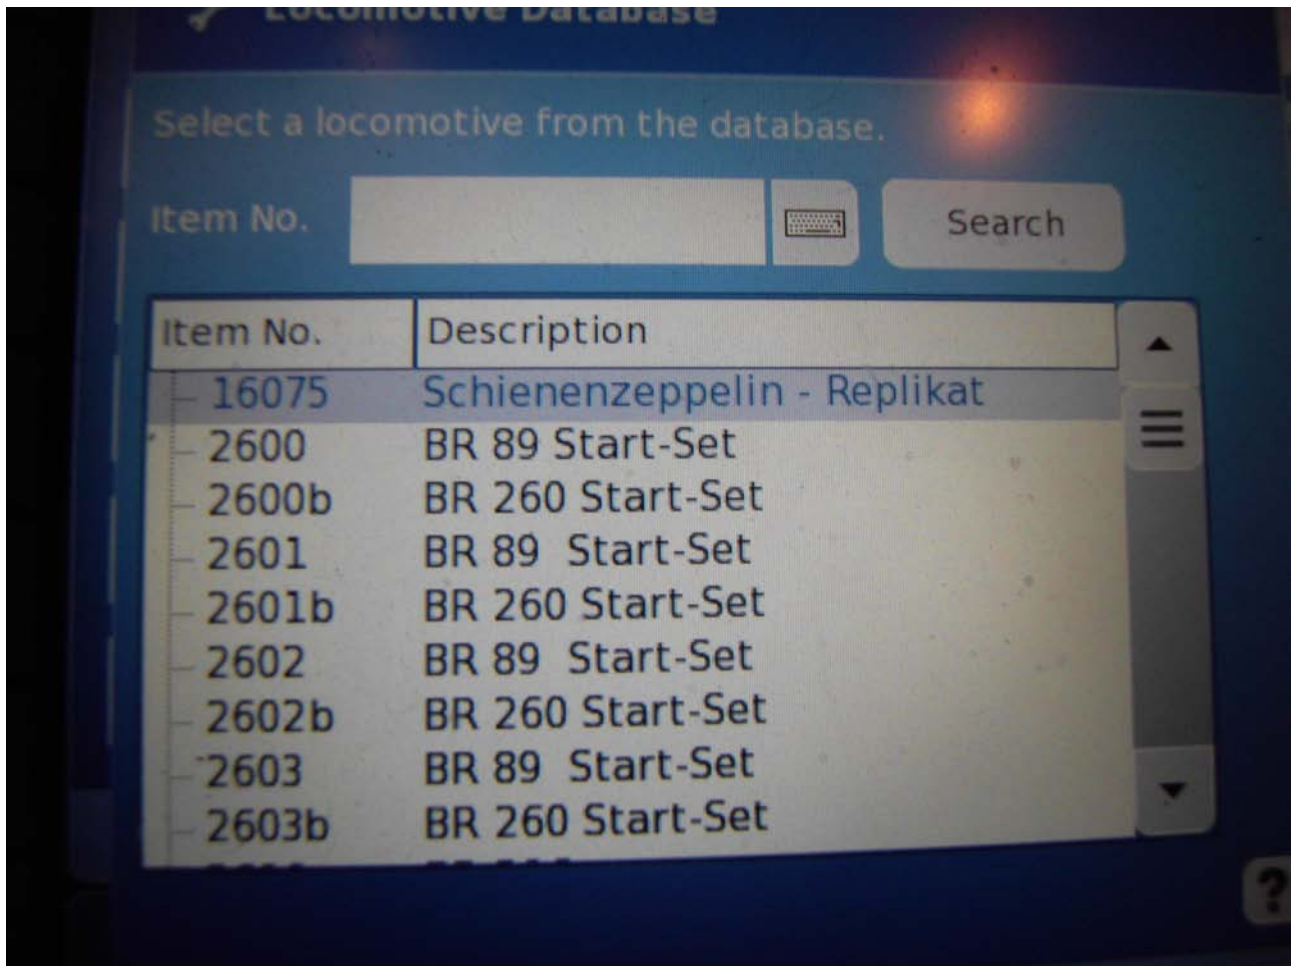 Locomotive Database
Select a locomotive from the database.
Item No. Search
Item No. Description
16075 Schienenzeppelin - Replikat
2600 BR 89 Start-Set
2600b BR 260 Start-Set
2601 BR 89  Start-Set
2601b BR 260 Start-Set
2602 BR 89  Start-Set
2602b BR 260 Start-Set
2603 BR 89  Start-Set
2603b BR 260 Start-Set
?